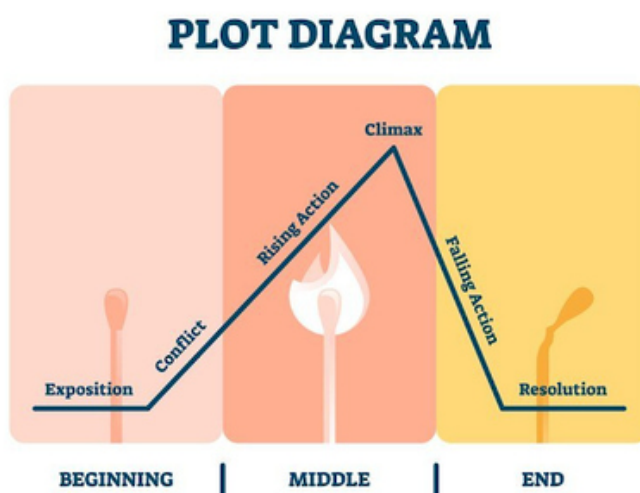 PLOT DIAGRAM
Climax
Rising Action
Falling Action
Conflict
Exposition
Resolution
BEGINNING | MIDDLE | END